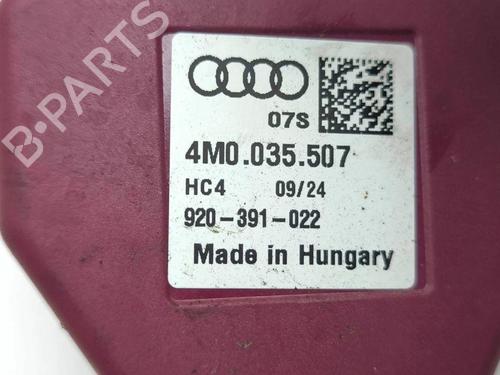 07S
4M0.035.507
HC4 09/24
920-391-022
Made in Hungary
B-PARTS